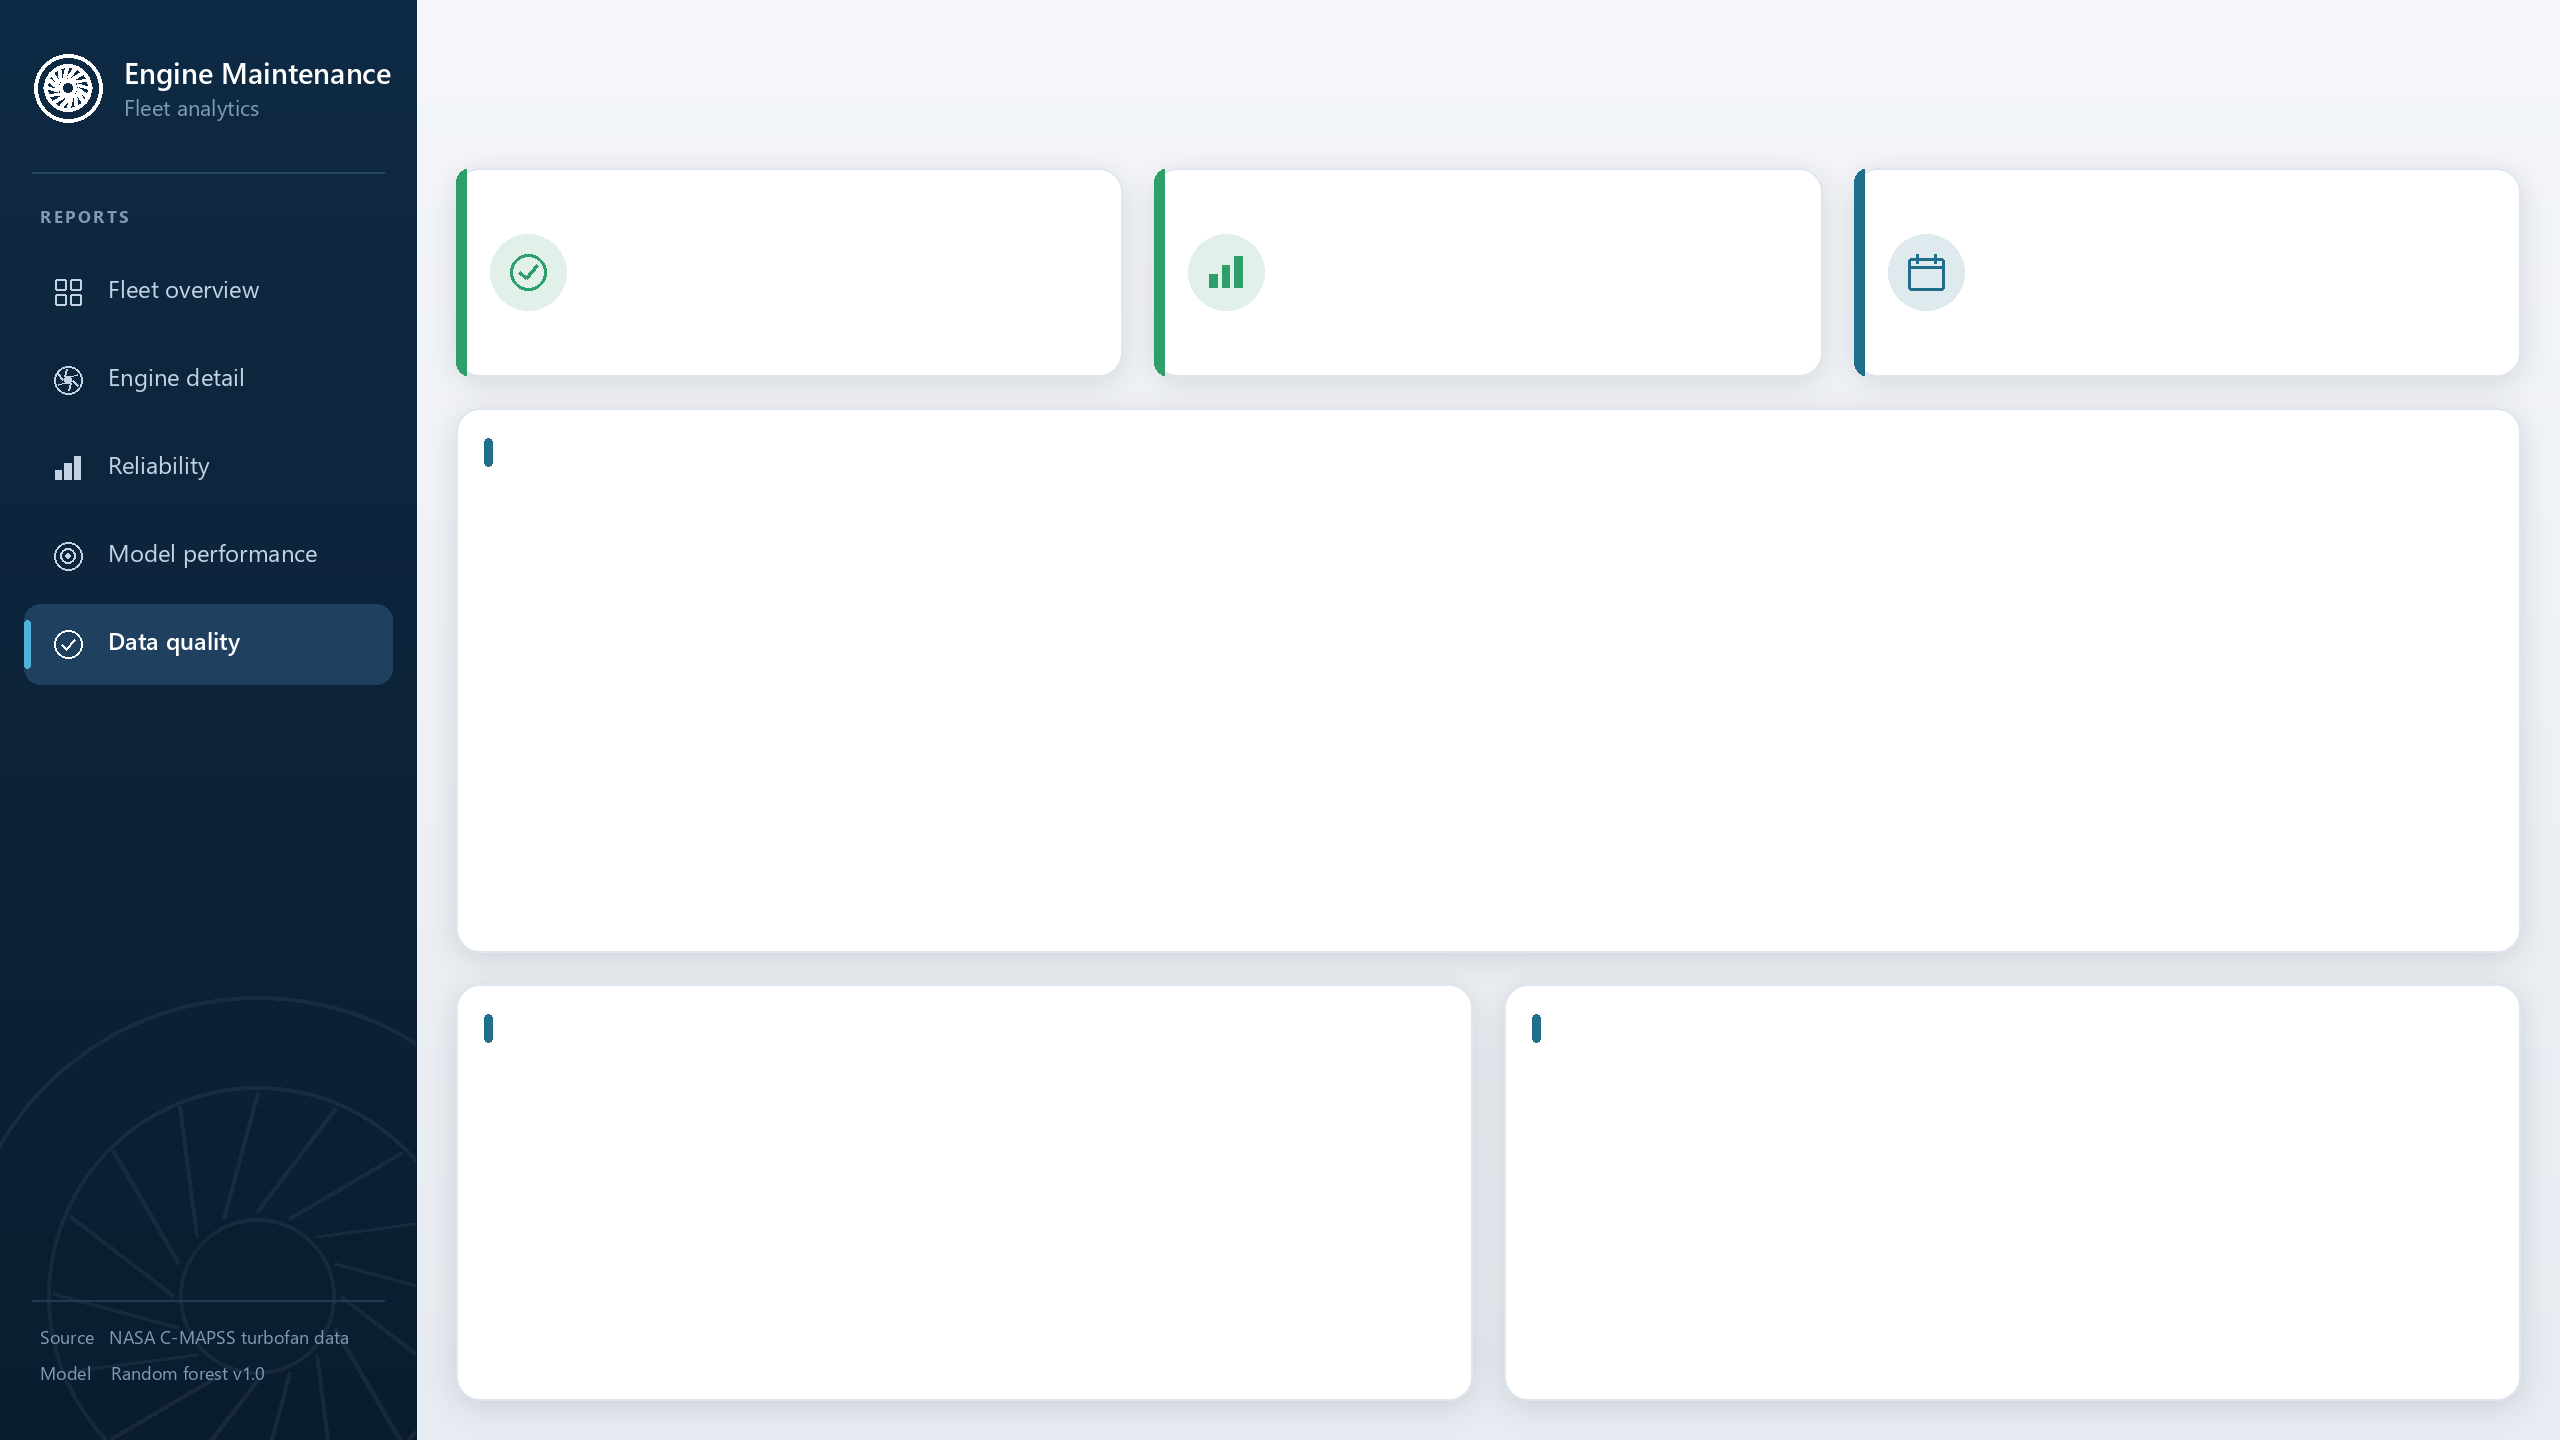 Engine Maintenance
Fleet analytics
REPORTS
Fleet overview
Engine detail
Reliability
Model performance
Data quality
Source NASA C-MAPSS turbofan data
Model Random forest v1.0